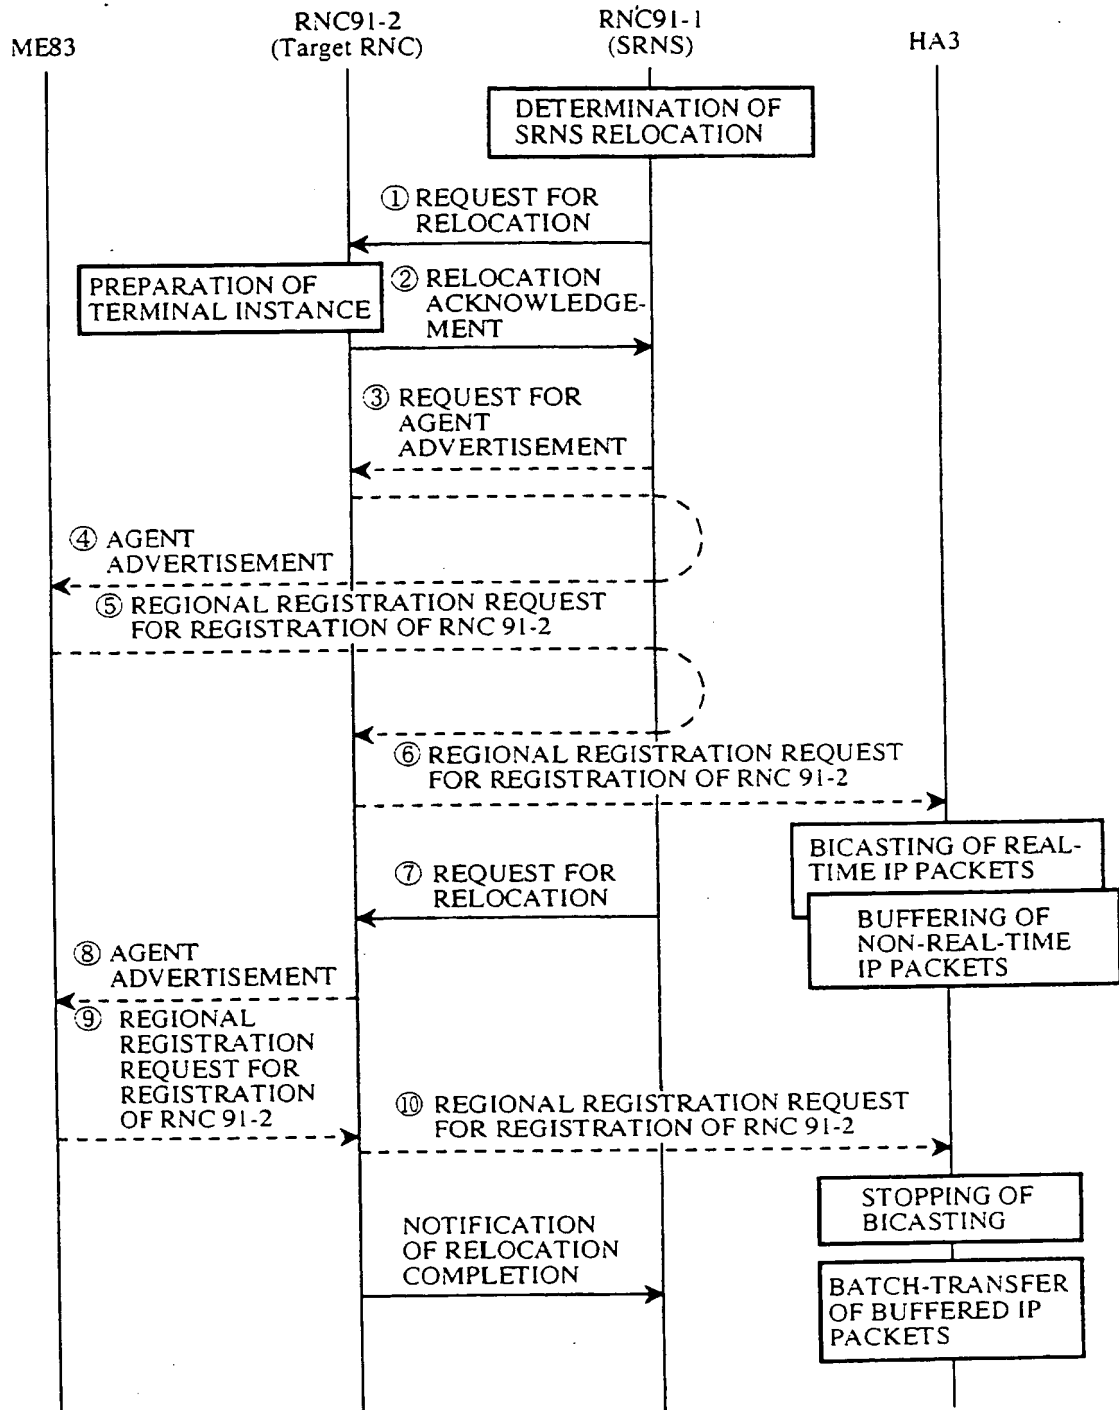 ME83
RNC91-2
(Target RNC)
RNC91-1
(SRNS)
HA3
DETERMINATION OF
SRNS RELOCATION
① REQUEST FOR
RELOCATION
PREPARATION OF
TERMINAL INSTANCE
② RELOCATION
ACKNOWLEDGE-
MENT
③ REQUEST FOR
AGENT
ADVERTISEMENT
④ AGENT
ADVERTISEMENT
⑤ REGIONAL REGISTRATION REQUEST
FOR REGISTRATION OF RNC 91-2
⑥ REGIONAL REGISTRATION REQUEST
FOR REGISTRATION OF RNC 91-2
BICASTING OF REAL-
TIME IP PACKETS
⑦ REQUEST FOR
RELOCATION
BUFFERING OF
NON-REAL-TIME
IP PACKETS
⑧ AGENT
ADVERTISEMENT
⑨ REGIONAL
REGISTRATION
REQUEST FOR
REGISTRATION
OF RNC 91-2
⑩ REGIONAL REGISTRATION REQUEST
FOR REGISTRATION OF RNC 91-2
STOPPING OF
BICASTING
NOTIFICATION
OF RELOCATION
COMPLETION
BATCH-TRANSFER
OF BUFFERED IP
PACKETS